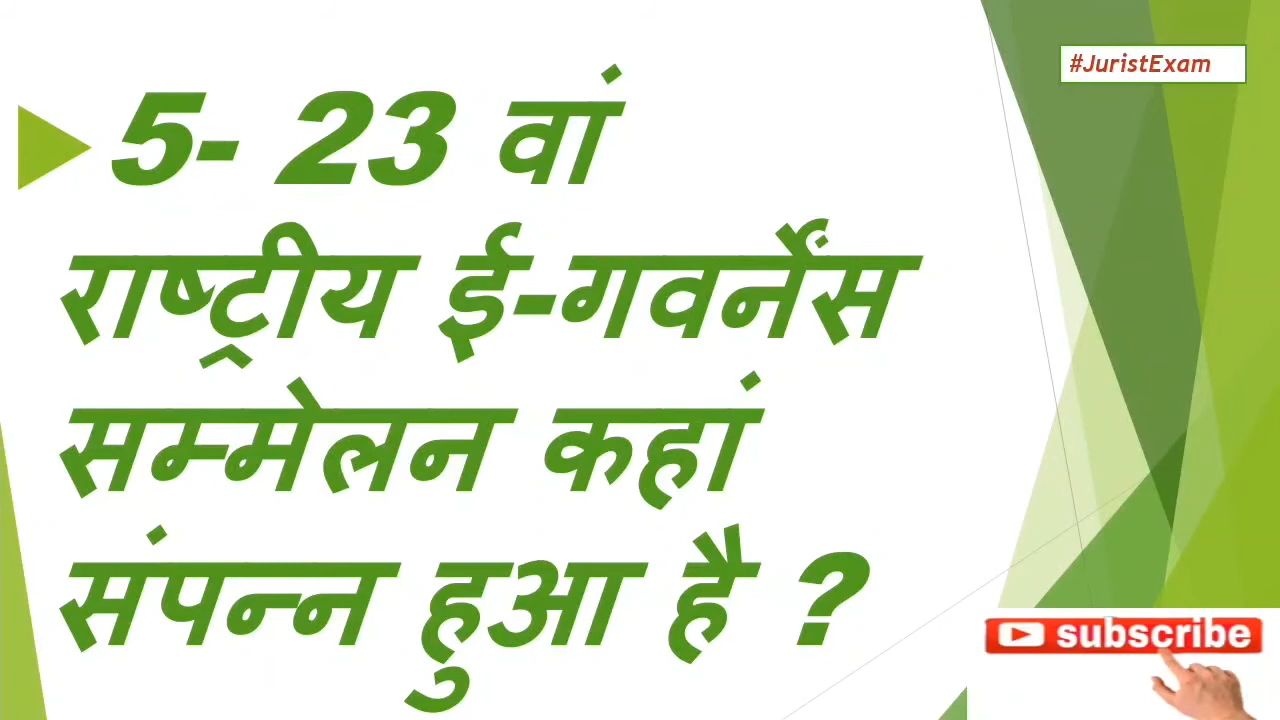 #JuristExam
5- 23 वां
राष्ट्रीय ई-गवर्नेंस
सम्मेलन कहां
संपन्न हुआ है ?
subscribe